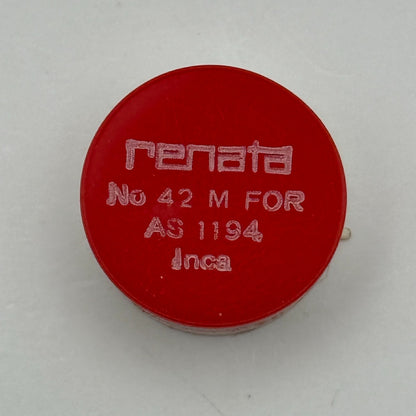 renata
No 42 M FOR
AS 1194
Inca